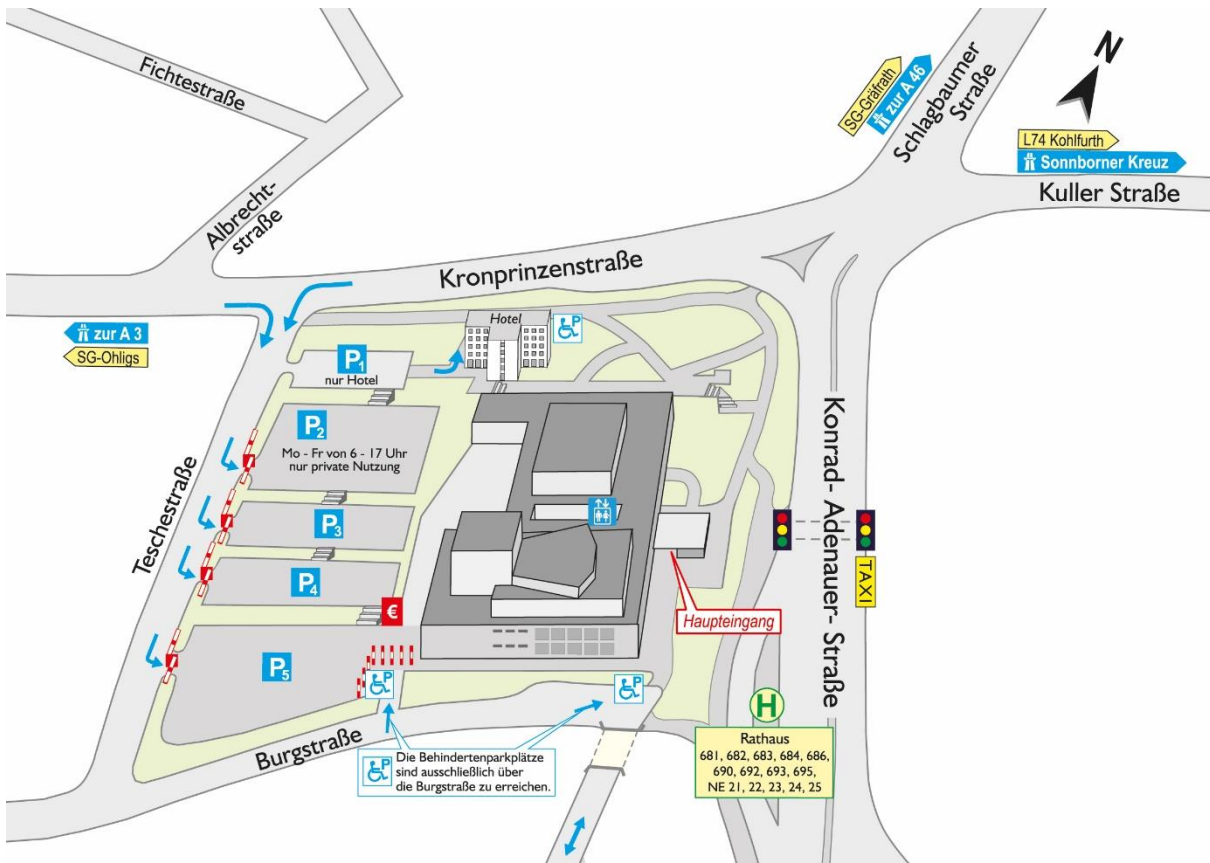 Fichtestraße
N
SG-Gräfrath
zur A 46
Schlagbaumer
Straße
L74 Kohlfurth
Sonnborner Kreuz
Kuller Straße
Albrecht-
straße
Kronprinzenstraße
zur A 3
SG-Ohligs
Hotel
P
P1
nur Hotel
P2
Mo - Fr von 6 - 17 Uhr
nur private Nutzung
P3
P4
€
P5
Teschestraße
Konrad- Adenauer- Straße
TAXI
Haupteingang
P
P
Burgstraße
P
Die Behindertenparkplätze
sind ausschließlich über
die Burgstraße zu erreichen.
H
Rathaus
681, 682, 683, 684, 686,
690, 692, 693, 695,
NE 21, 22, 23, 24, 25